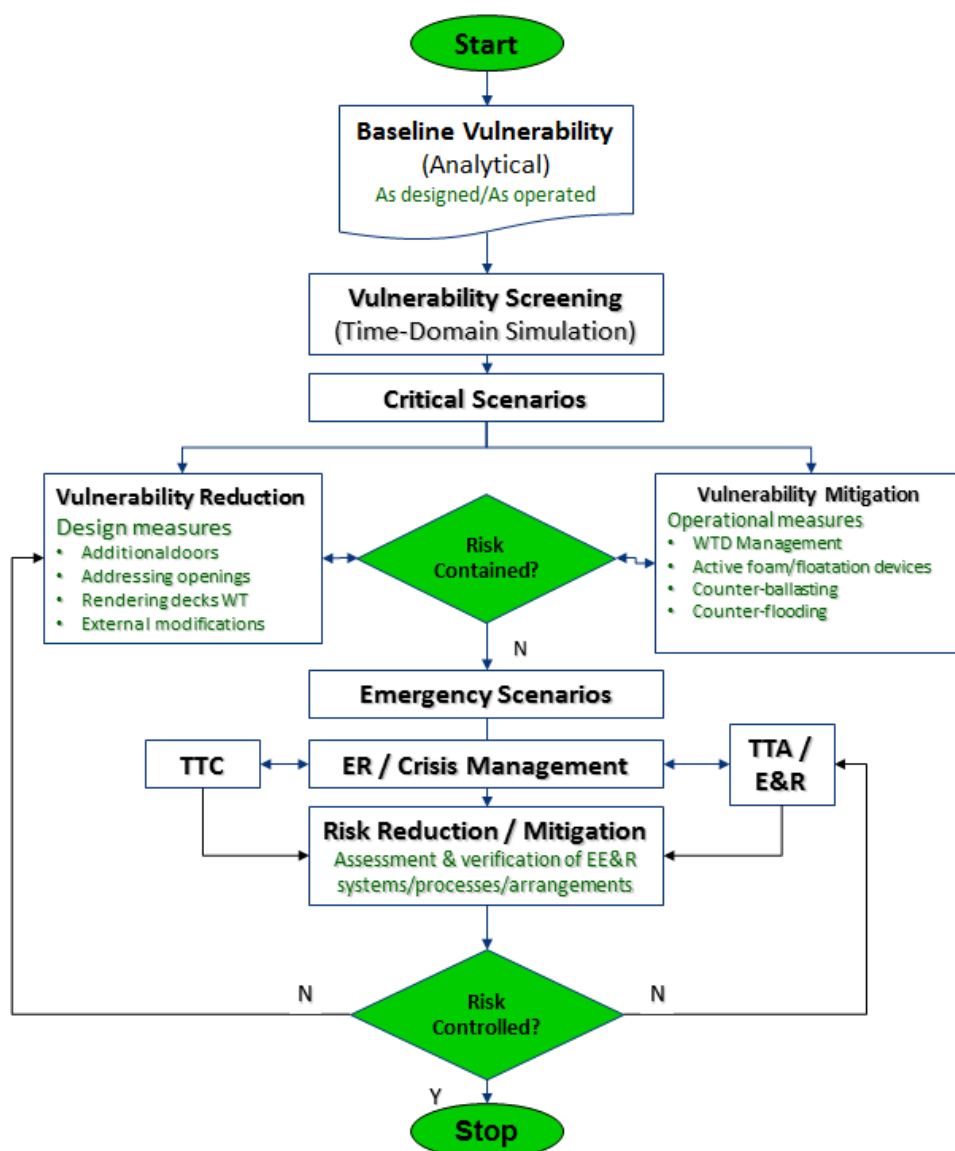 Start
Baseline Vulnerability
(Analytical)
As designed/As operated
Vulnerability Screening
(Time-Domain Simulation)
Critical Scenarios
Vulnerability Reduction
Design measures
• Additional doors
• Addressing openings
• Rendering decks WT
• External modifications
Risk
Contained?
Vulnerability Mitigation
Operational measures
• WTD Management
• Active foam/floatation devices
• Counter-ballasting
• Counter-flooding
N
Emergency Scenarios
TTC
ER / Crisis Management
TTA /
E&R
Risk Reduction / Mitigation
Assessment & verification of EE&R
systems/processes/arrangements
N
Risk
Controlled?
N
Y
Stop